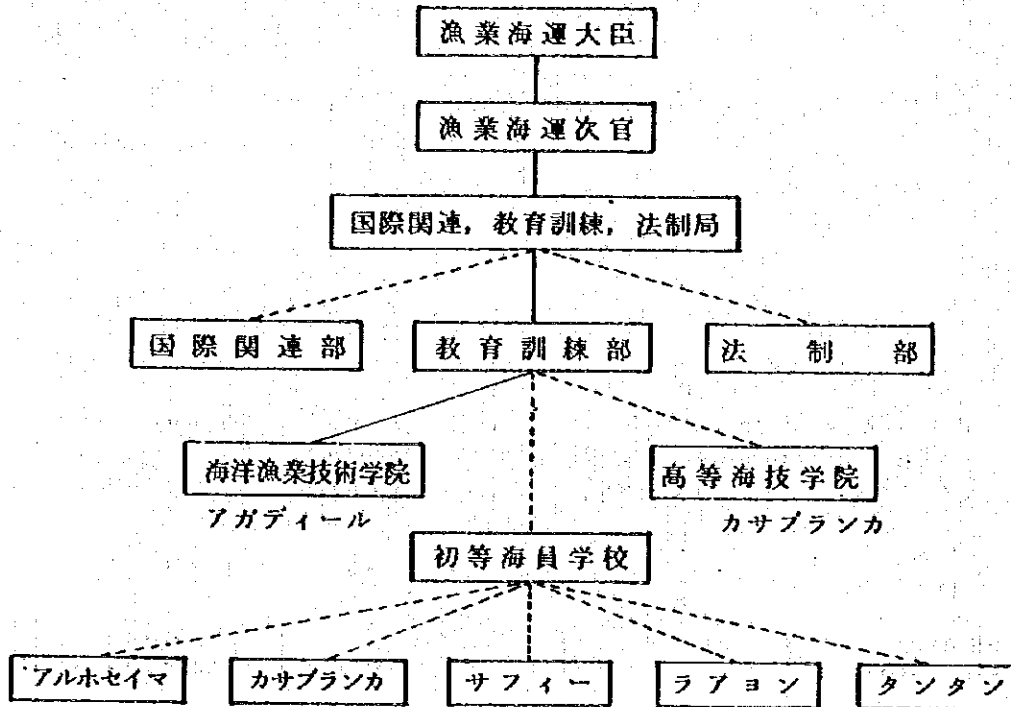 漁業海運大臣
漁業海運次官
国際関連，教育訓練，法制局
国際関連部
教育訓練部
法制部
海洋漁業技術学院
高等海技学院
アガディール
カサブランカ
初等海員学校
アルホセイマ
カサブランカ
サフィー
ラアヨン
タンタン